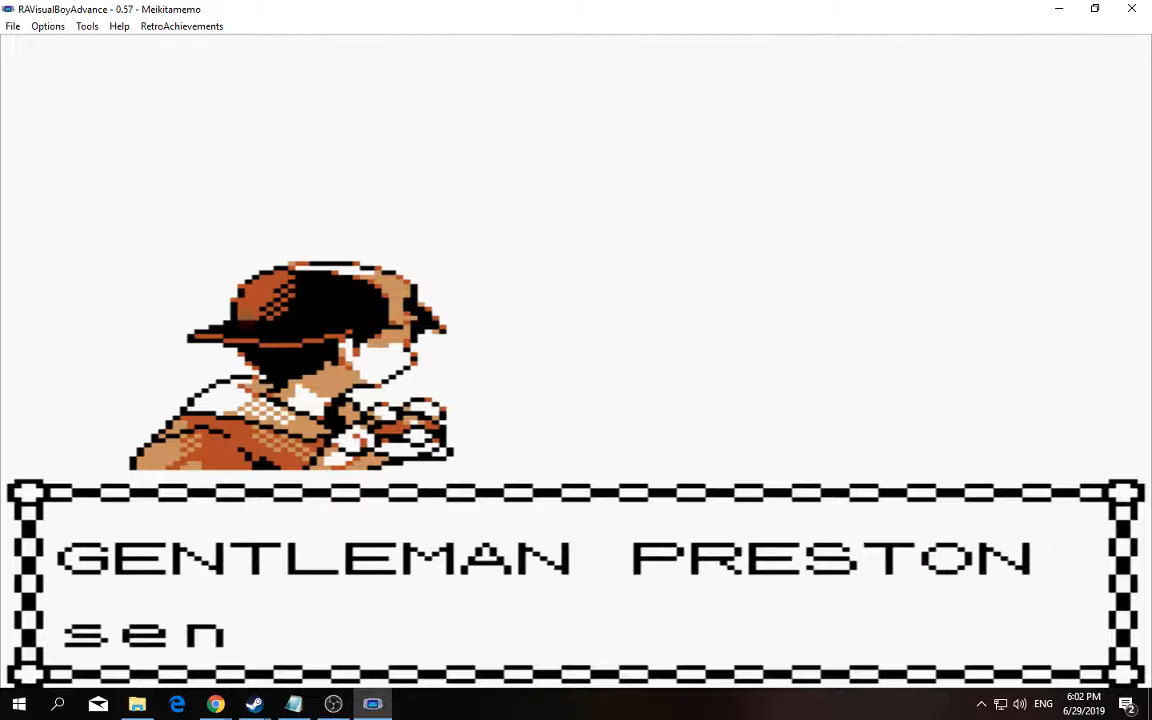 RAVisualBoyAdvance - 0.57 - Meikitamemo
File Options Tools Help RetroAchievements
GENTLEMAN PRESTON
sen
ENG
6:02 PM
6/29/2019
2